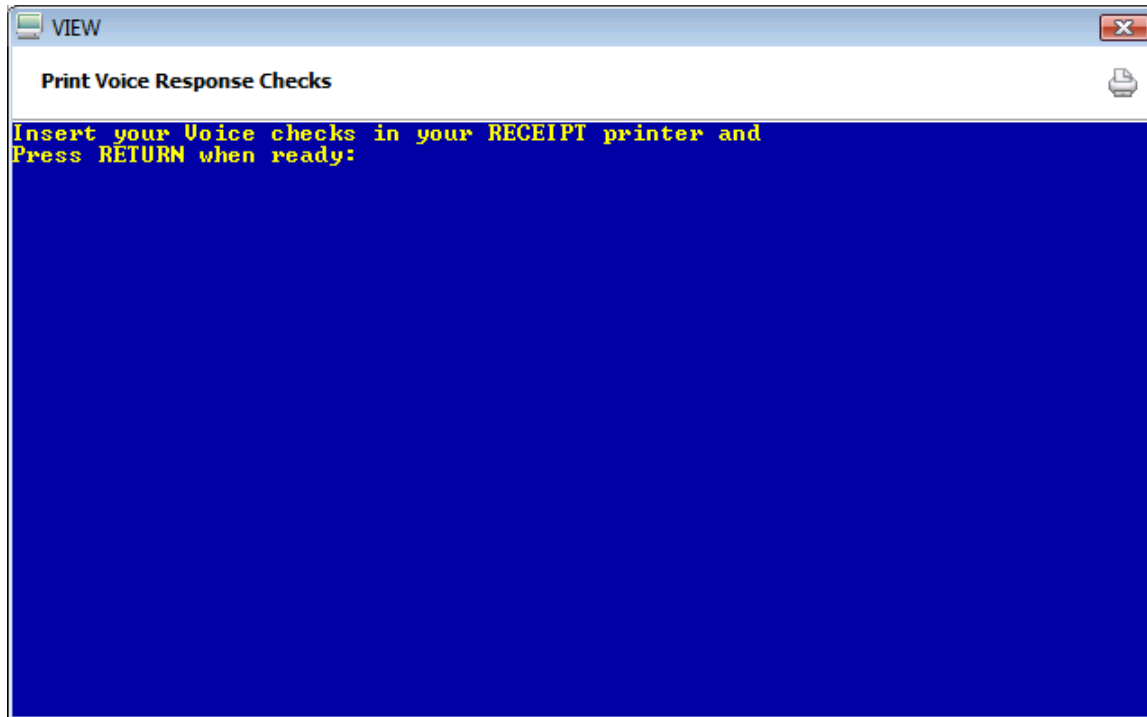 VIEW
Print Voice Response Checks
Insert your Voice checks in your RECEIPT printer and
Press RETURN when ready: